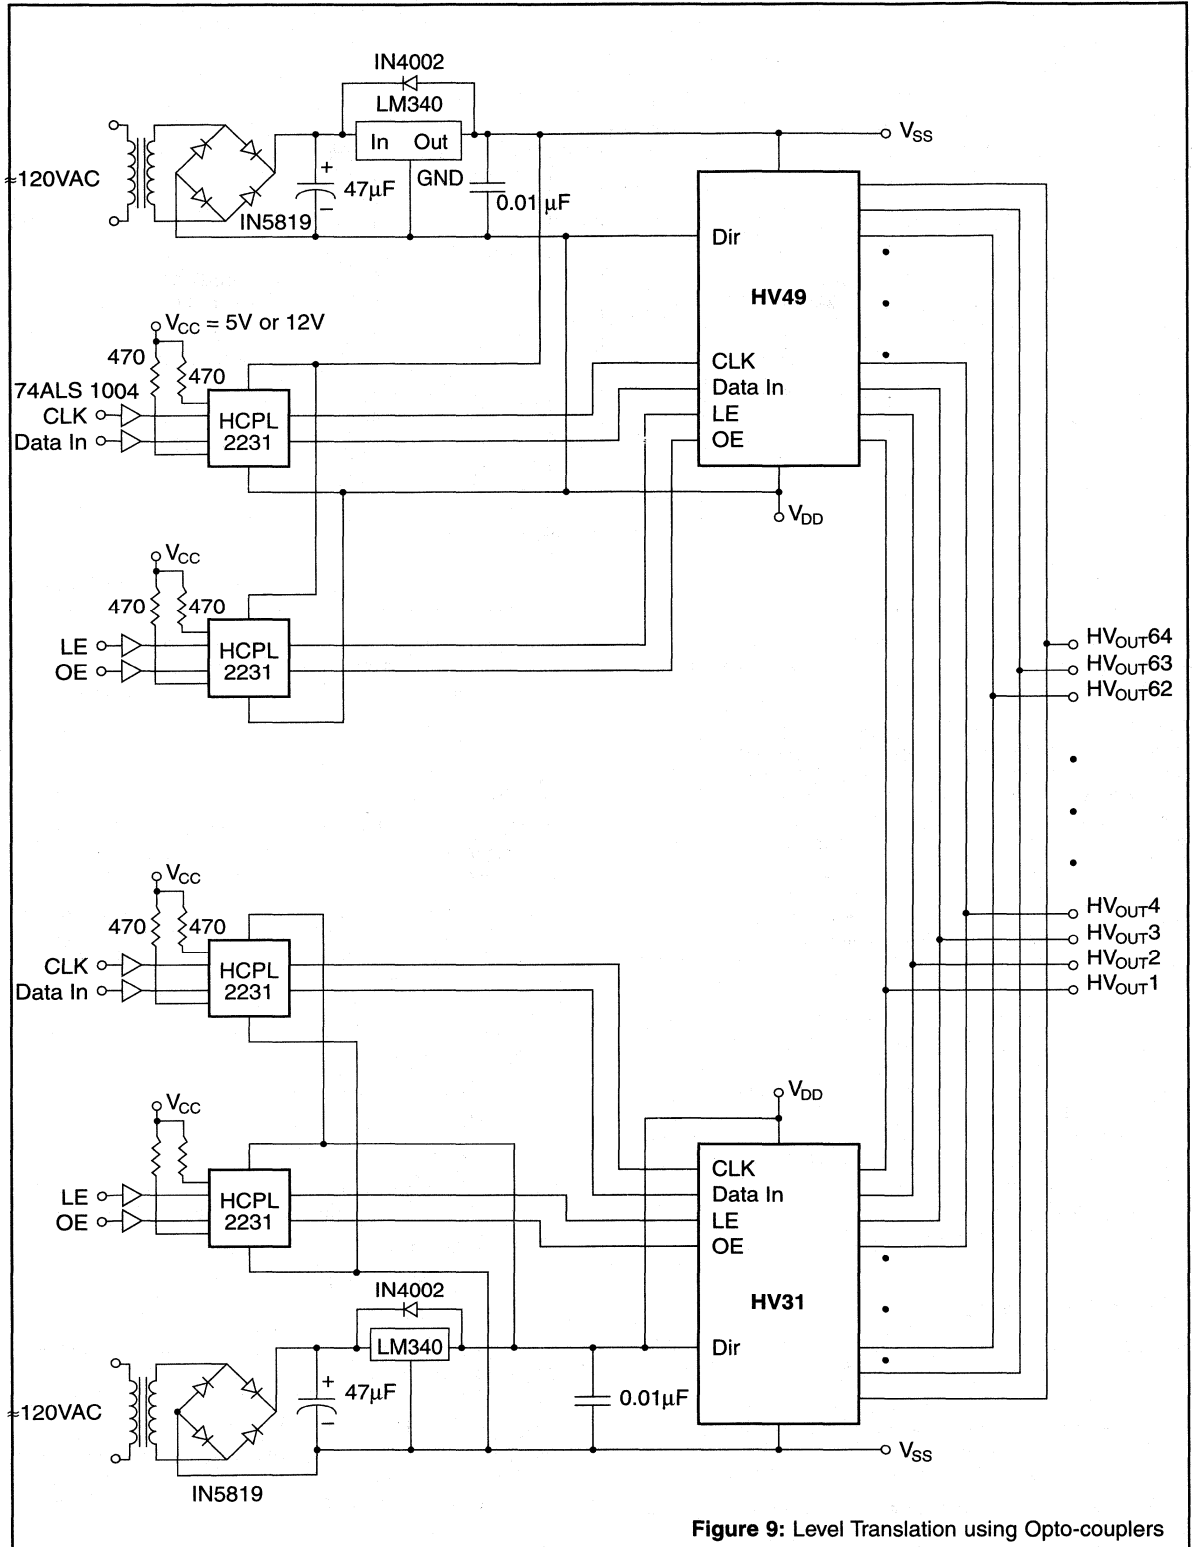 IN4002
LM340
In Out
GND
VSS
≈120VAC
+
47µF
−
0.01 µF
IN5819
Dir
HV49
VCC = 5V or 12V
470
470
74ALS 1004
CLK
Data In
HCPL
2231
CLK
Data In
LE
OE
VDD
VCC
470
470
LE
OE
HCPL
2231
HVOUT64
HVOUT63
HVOUT62
VCC
470
470
CLK
Data In
HCPL
2231
HVOUT4
HVOUT3
HVOUT2
HVOUT1
VCC
LE
OE
HCPL
2231
VDD
CLK
Data In
LE
OE
HV31
Dir
IN4002
LM340
≈120VAC
+
47µF
−
0.01µF
VSS
IN5819
Figure 9: Level Translation using Opto-couplers